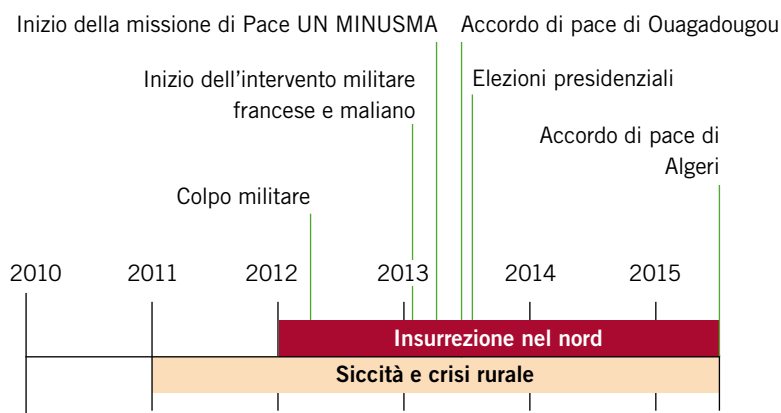 Inizio della missione di Pace UN MINUSMA
Accordo di pace di Ouagadougou
Inizio dell’intervento militare
francese e maliano
Elezioni presidenziali
Accordo di pace di
Algeri
Colpo militare
2010
2011
2012
2013
2014
2015
Insurrezione nel nord
Siccità e crisi rurale